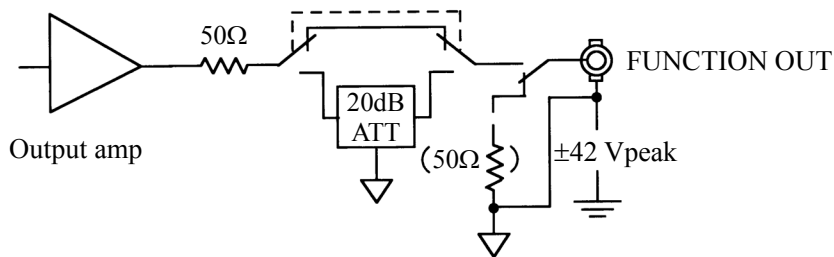 50Ω
FUNCTION OUT
20dB
ATT
Output amp
(50Ω)
±42 Vpeak